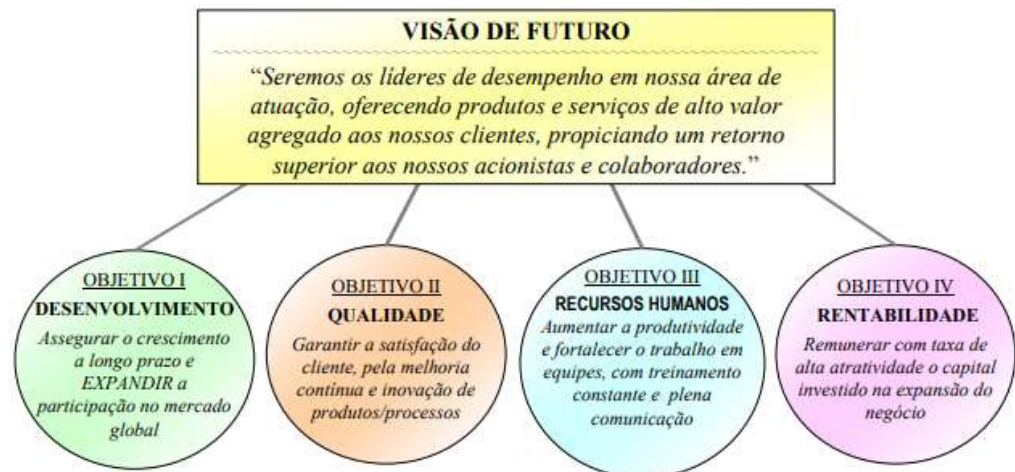 VISÃO DE FUTURO
“Seremos os líderes de desempenho em nossa área de
atuação, oferecendo produtos e serviços de alto valor
agregado aos nossos clientes, propiciando um retorno
superior aos nossos acionistas e colaboradores.”
OBJETIVO I
DESENVOLVIMENTO
Assegurar o crescimento
a longo prazo e
EXPANDIR a
participação no mercado
global
OBJETIVO II
QUALIDADE
Garantir a satisfação do
cliente, pela melhoria
contínua e inovação de
produtos/processos
OBJETIVO III
RECURSOS HUMANOS
Aumentar a produtividade
e fortalecer o trabalho em
equipes, com treinamento
constante e plena
comunicação
OBJETIVO IV
RENTABILIDADE
Remunerar com taxa de
alta atratividade o capital
investido na expansão do
negócio